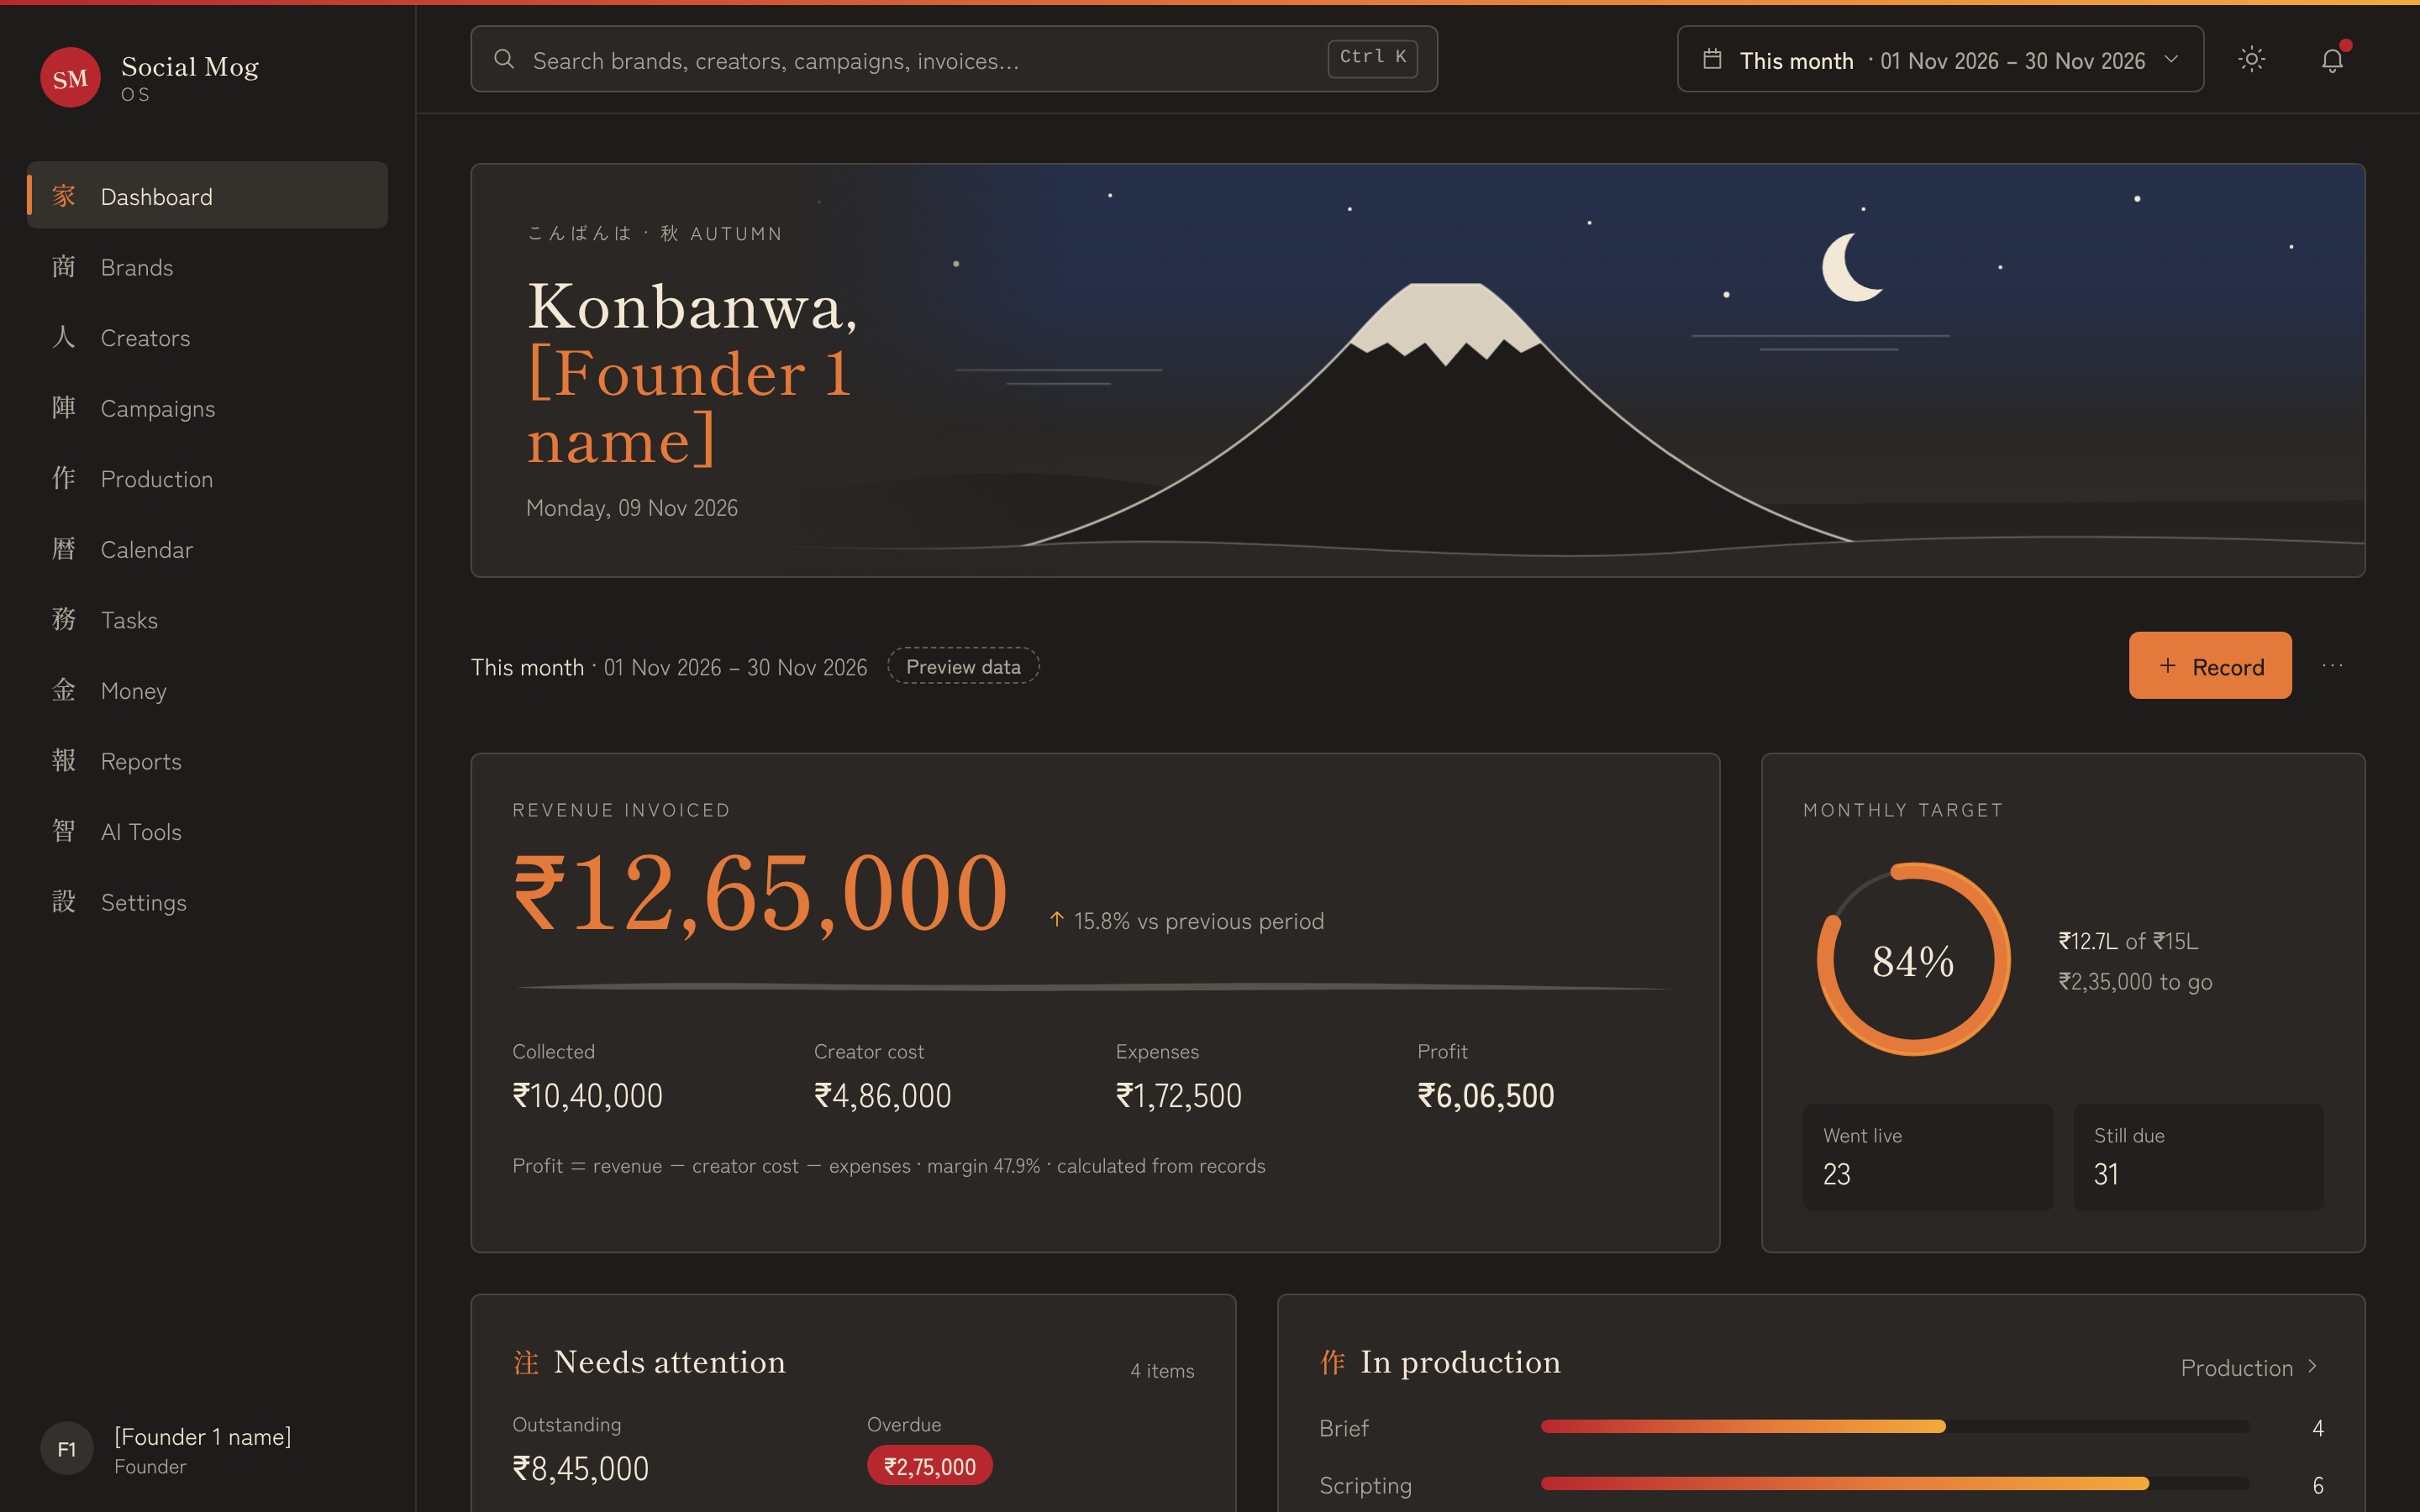 SM
Social Mog
OS
家 Dashboard
商 Brands
人 Creators
陣 Campaigns
作 Production
暦 Calendar
務 Tasks
金 Money
報 Reports
智 AI Tools
設 Settings
F1
[Founder 1 name]
Founder
Search brands, creators, campaigns, invoices...
Ctrl K
This month · 01 Nov 2026 – 30 Nov 2026
こんばんは · 秋 AUTUMN
Konbanwa,
[Founder 1
name]
Monday, 09 Nov 2026
This month · 01 Nov 2026 – 30 Nov 2026
Preview data
+ Record
...
REVENUE INVOICED
₹12,65,000
↑ 15.8% vs previous period
Collected
₹10,40,000
Creator cost
₹4,86,000
Expenses
₹1,72,500
Profit
₹6,06,500
Profit = revenue − creator cost − expenses · margin 47.9% · calculated from records
MONTHLY TARGET
84%
₹12.7L of ₹15L
₹2,35,000 to go
Went live
23
Still due
31
注 Needs attention
4 items
Outstanding
₹8,45,000
Overdue
₹2,75,000
作 In production
Production
Brief 4
Scripting 6